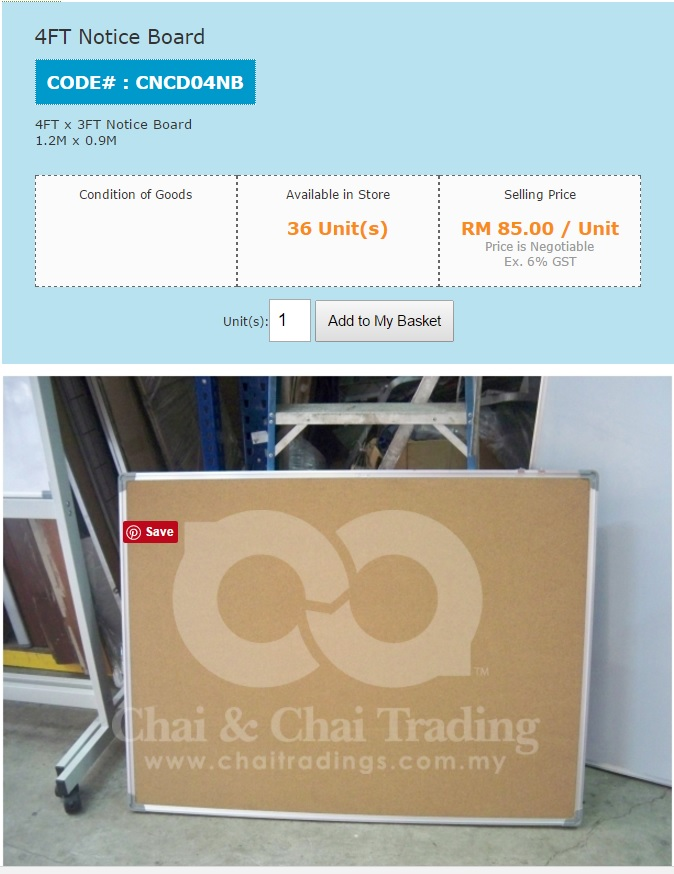 4FT Notice Board
CODE# : CNCD04NB
4FT x 3FT Notice Board
1.2M x 0.9M
Condition of Goods
Available in Store
36 Unit(s)
Selling Price
RM 85.00 / Unit
Price is Negotiable
Ex. 6% GST
Unit(s):
1
Add to My Basket
Save
TM
Chai & Chai Trading
www.chaitradings.com.my